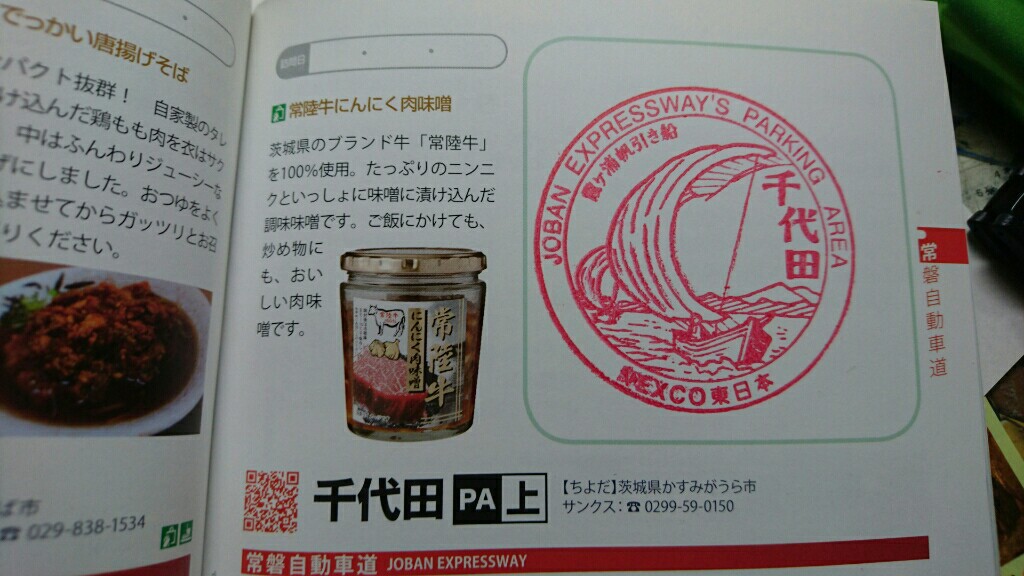 でっかい唐揚げそば
パクト抜群！　自家製のタレ
け込んだ鶏もも肉を衣はサク
中はふんわりジューシーな
げにしました。おつゆをよく
ませてからガッツリとお召
りください。
ば市
☎ 029-838-1534
訪問日
常陸牛にんにく肉味噌
茨城県のブランド牛「常陸牛」
を100%使用。たっぷりのニンニ
クといっしょに味噌に漬け込んだ
調味味噌です。ご飯にかけても、
炒め物に
も、おい
しい肉味
噌です。
常陸牛
にんにく肉味噌
JOBAN EXPRESSWAY'S PARKING AREA
霞ヶ浦帆引き船
千代田
NEXCO東日本
常磐自動車道
千代田 PA 上
【ちよだ】茨城県かすみがうら市
サンクス：☎ 0299-59-0150
常磐自動車道 JOBAN EXPRESSWAY